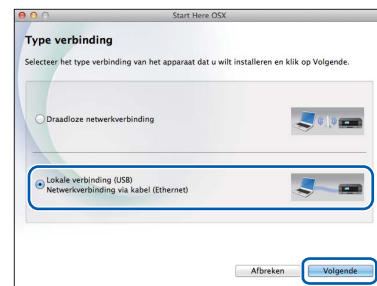 Start Here OSX
Type verbinding
Selecteer het type verbinding van het apparaat dat u wilt installeren en klik op Volgende.
Draadloze netwerkverbinding
Lokale verbinding (USB)
Netwerkverbinding via kabel (Ethernet)
Afbreken
Volgende